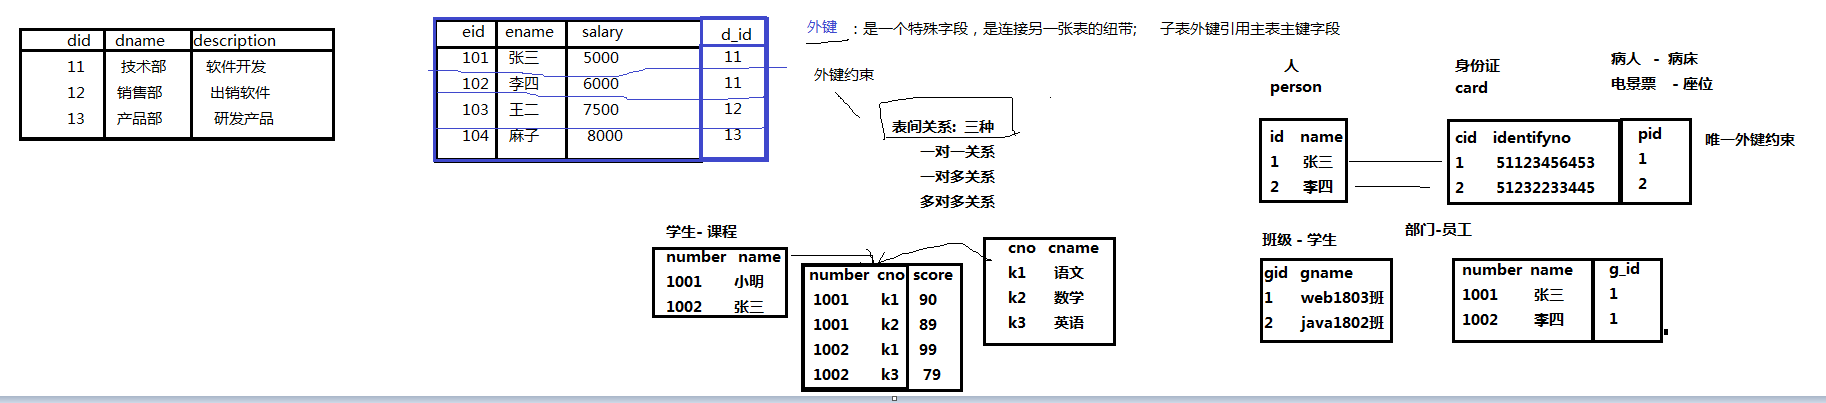 did dname description
11 技术部 软件开发
12 销售部 出销软件
13 产品部 研发产品
eid ename salary d_id
101 张三 5000 11
102 李四 6000 11
103 王二 7500 12
104 麻子 8000 13
外键 : 是一个特殊字段，是连接另一张表的纽带; 子表外键引用主表主键字段
外键约束
表间关系: 三种
一对一关系
一对多关系
多对多关系
人
person
身份证
card
病人 - 病床
电景票 - 座位
id name
1 张三
2 李四
cid identifyno pid
1 51123456453 1
2 51232233445 2
唯一外键约束
学生- 课程
number name
1001 小明
1002 张三
number cno score
1001 k1 90
1001 k2 89
1002 k1 99
1002 k3 79
cno cname
k1 语文
k2 数学
k3 英语
班级 - 学生
gid gname
1 web1803班
2 java1802班
部门-员工
number name g_id
1001 张三 1
1002 李四 1